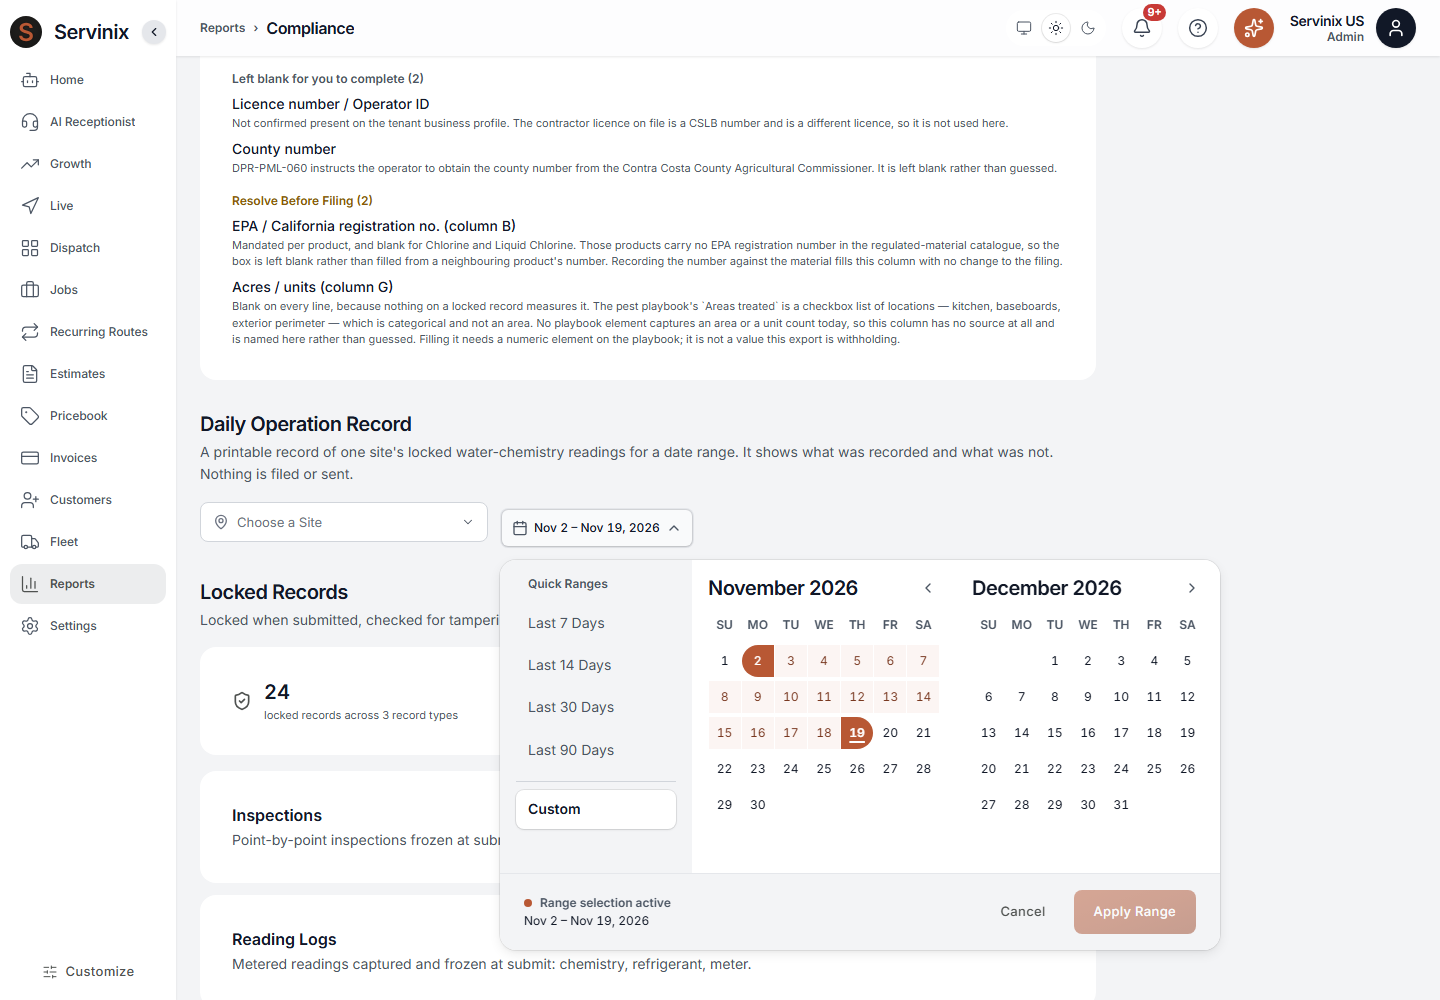 Servinix
Home
AI Receptionist
Growth
Live
Dispatch
Jobs
Recurring Routes
Estimates
Pricebook
Invoices
Customers
Fleet
Reports
Settings
Customize
Reports › Compliance
9+
Servinix US
Admin
Left blank for you to complete (2)
Licence number / Operator ID
Not confirmed present on the tenant business profile. The contractor licence on file is a CSLB number and is a different licence, so it is not used here.
County number
DPR-PML-060 instructs the operator to obtain the county number from the Contra Costa County Agricultural Commissioner. It is left blank rather than guessed.
Resolve Before Filing (2)
EPA / California registration no. (column B)
Mandated per product, and blank for Chlorine and Liquid Chlorine. Those products carry no EPA registration number in the regulated-material catalogue, so the
box is left blank rather than filled from a neighbouring product's number. Recording the number against the material fills this column with no change to the filing.
Acres / units (column G)
Blank on every line, because nothing on a locked record measures it. The pest playbook's `Areas treated` is a checkbox list of locations — kitchen, baseboards,
exterior perimeter — which is categorical and not an area. No playbook element captures an area or a unit count today, so this column has no source at all and
is named here rather than guessed. Filling it needs a numeric element on the playbook; it is not a value this export is withholding.
Daily Operation Record
A printable record of one site's locked water-chemistry readings for a date range. It shows what was recorded and what was not.
Nothing is filed or sent.
Choose a Site
Nov 2 – Nov 19, 2026
Locked Records
Locked when submitted, checked for tamperi
24
locked records across 3 record types
Inspections
Point-by-point inspections frozen at sub
Reading Logs
Metered readings captured and frozen at submit: chemistry, refrigerant, meter.
Quick Ranges
Last 7 Days
Last 14 Days
Last 30 Days
Last 90 Days
Custom
November 2026
SU MO TU WE TH FR SA
1 2 3 4 5 6 7
8 9 10 11 12 13 14
15 16 17 18 19 20 21
22 23 24 25 26 27 28
29 30
December 2026
SU MO TU WE TH FR SA
1 2 3 4 5
6 7 8 9 10 11 12
13 14 15 16 17 18 19
20 21 22 23 24 25 26
27 28 29 30 31
Range selection active
Nov 2 – Nov 19, 2026
Cancel
Apply Range